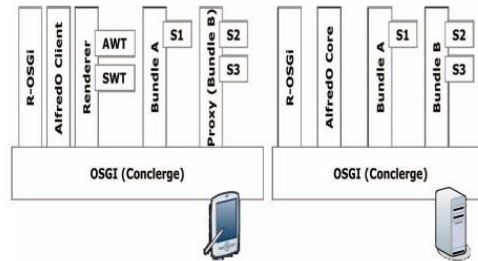 R-OSGi
AlfredO Client
Renderer
AWT
SWT
Bundle A
S1
Proxy (Bundle B)
S2
S3
OSGI (Concierge)
R-OSGi
AlfredO Core
Bundle A
S1
Bundle B
S2
S3
OSGI (Concierge)